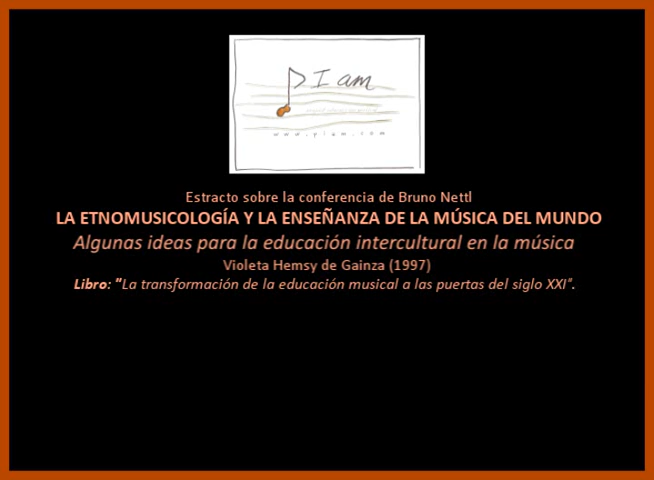 I am
www.piam.com
Estracto sobre la conferencia de Bruno Nettl
LA ETNOMUSICOLOGÍA Y LA ENSEÑANZA DE LA MÚSICA DEL MUNDO
Algunas ideas para la educación intercultural en la música
Violeta Hemsy de Gainza (1997)
Libro: "La transformación de la educación musical a las puertas del siglo XXI".